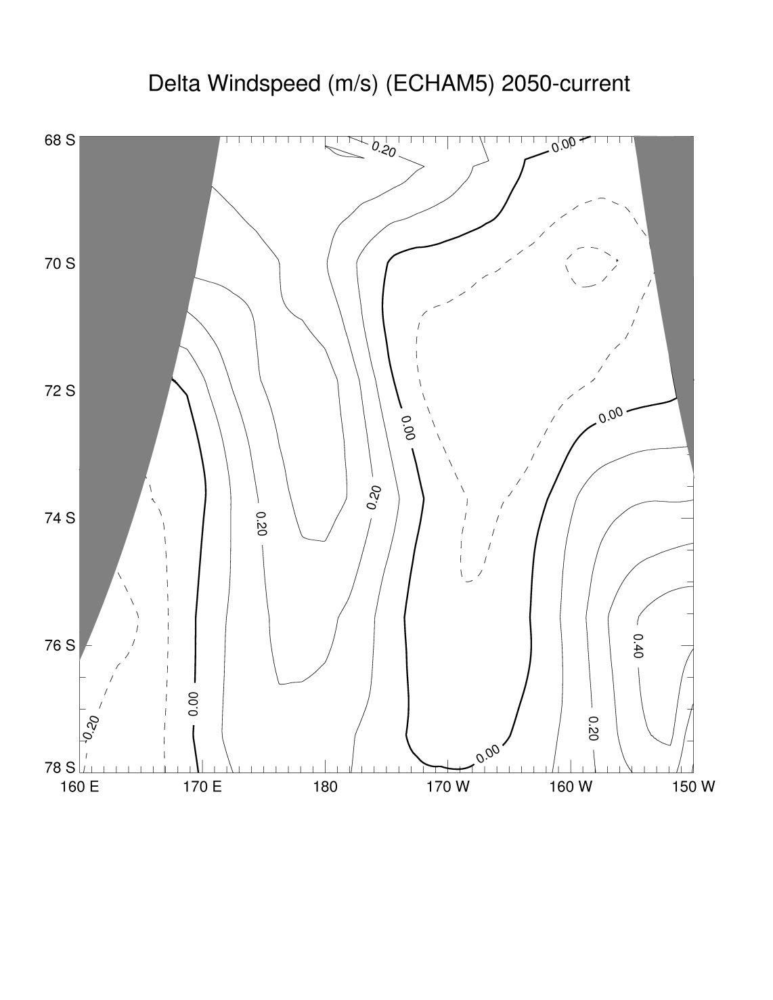 Delta Windspeed (m/s) (ECHAM5) 2050-current
68 S
0.20
0.00
70 S
72 S
0.00
0.00
0.20
74 S
0.20
76 S
0.40
0.00
-0.20
0.20
0.00
78 S
160 E 170 E 180 170 W 160 W 150 W